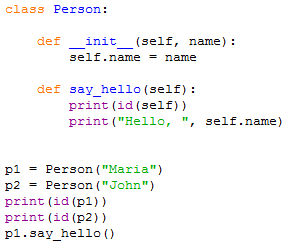 class Person:
    def __init__(self, name):
        self.name = name
    def say_hello(self):
        print(id(self))
        print("Hello, ", self.name)
p1 = Person("Maria")
p2 = Person("John")
print(id(p1))
print(id(p2))
p1.say_hello()